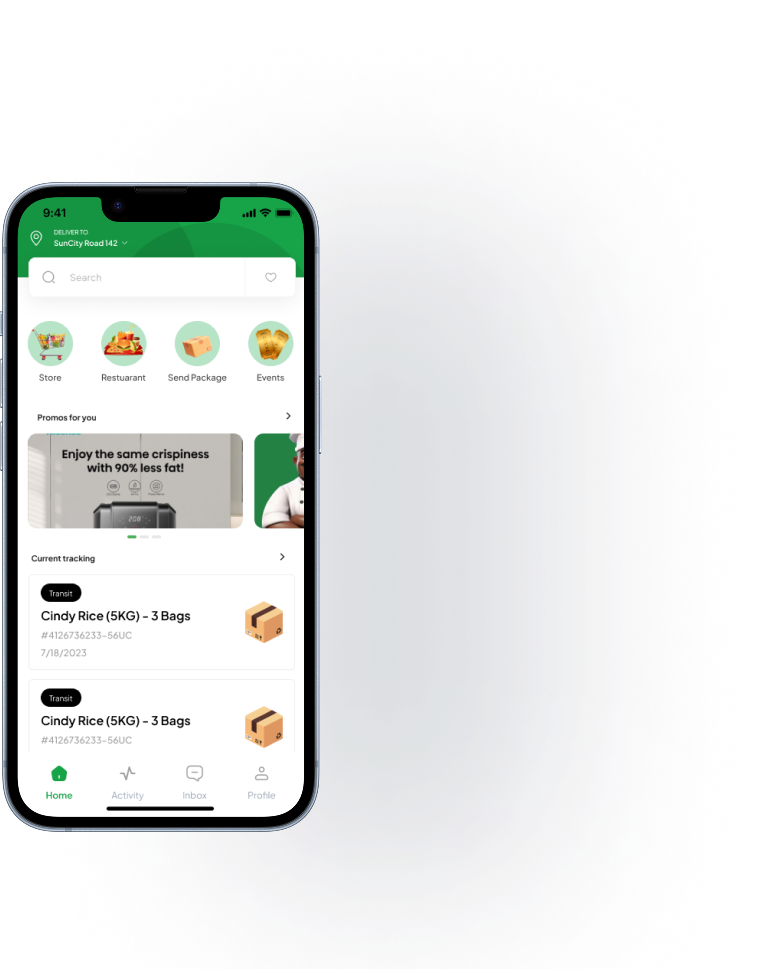 9:41
DELIVER TO
SunCity Road 142
Search
Store
Restuarant
Send Package
Events
Promos for you
Enjoy the same crispiness
with 90% less fat!
208°
Current tracking
Transit
Cindy Rice (5KG) - 3 Bags
#4126736233-56UC
7/18/2023
Transit
Cindy Rice (5KG) - 3 Bags
#4126736233-56UC
Home
Activity
Inbox
Profile